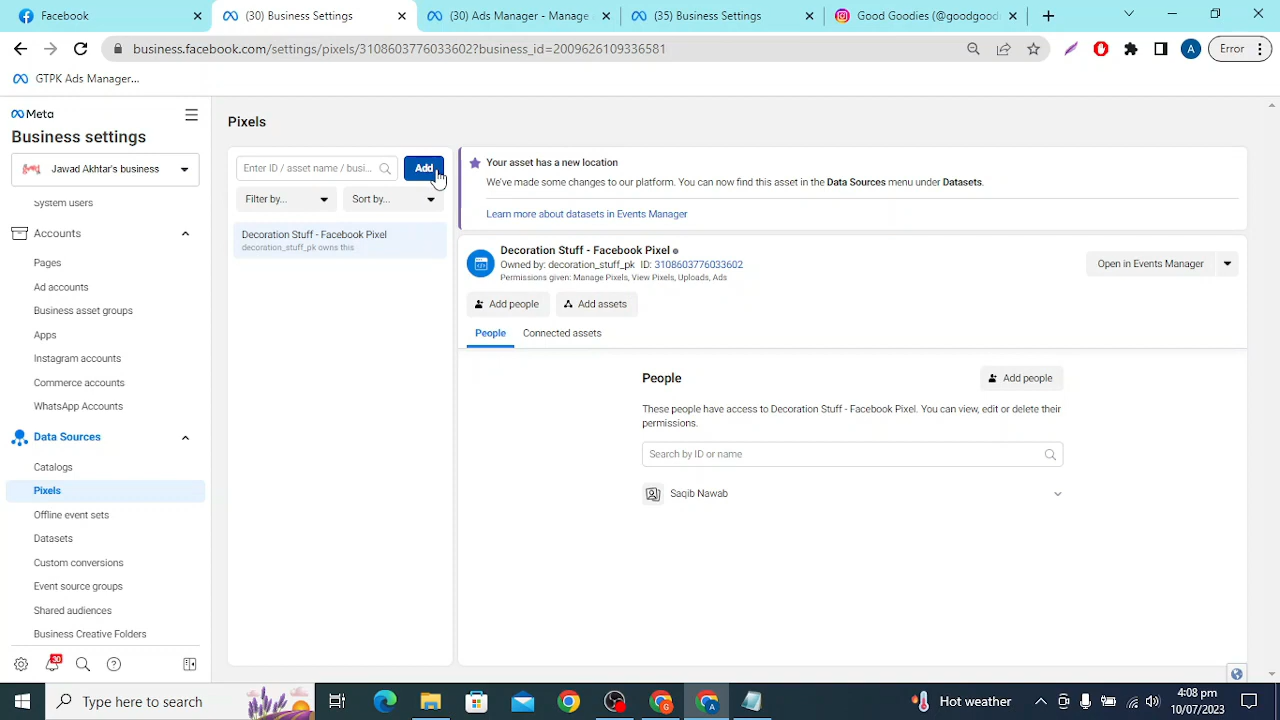 Facebook
(30) Business Settings
(30) Ads Manager - Manage
(35) Business Settings
Good Goodies (@goodgood
business.facebook.com/settings/pixels/3108603776033602?business_id=2009626109336581
A
Error
GTPK Ads Manager...
Meta
Business settings
Jawad Akhtar's business
System users
Accounts
Pages
Ad accounts
Business asset groups
Apps
Instagram accounts
Commerce accounts
WhatsApp Accounts
Data Sources
Catalogs
Pixels
Offline event sets
Datasets
Custom conversions
Event source groups
Shared audiences
Business Creative Folders
30
Pixels
Enter ID / asset name / busi...
Add
Filter by...
Sort by...
Decoration Stuff - Facebook Pixel
decoration_stuff_pk owns this
Your asset has a new location
We've made some changes to our platform. You can now find this asset in the Data Sources menu under Datasets.
Learn more about datasets in Events Manager
Decoration Stuff - Facebook Pixel
Owned by: decoration_stuff_pk ID: 3108603776033602
Permissions given: Manage Pixels, View Pixels, Uploads, Ads
Open in Events Manager
Add people
Add assets
People
Connected assets
People
Add people
These people have access to Decoration Stuff - Facebook Pixel. You can view, edit or delete their
permissions.
Search by ID or name
Saqib Nawab
Type here to search
G
A
Hot weather
4:08 pm
10/07/2023